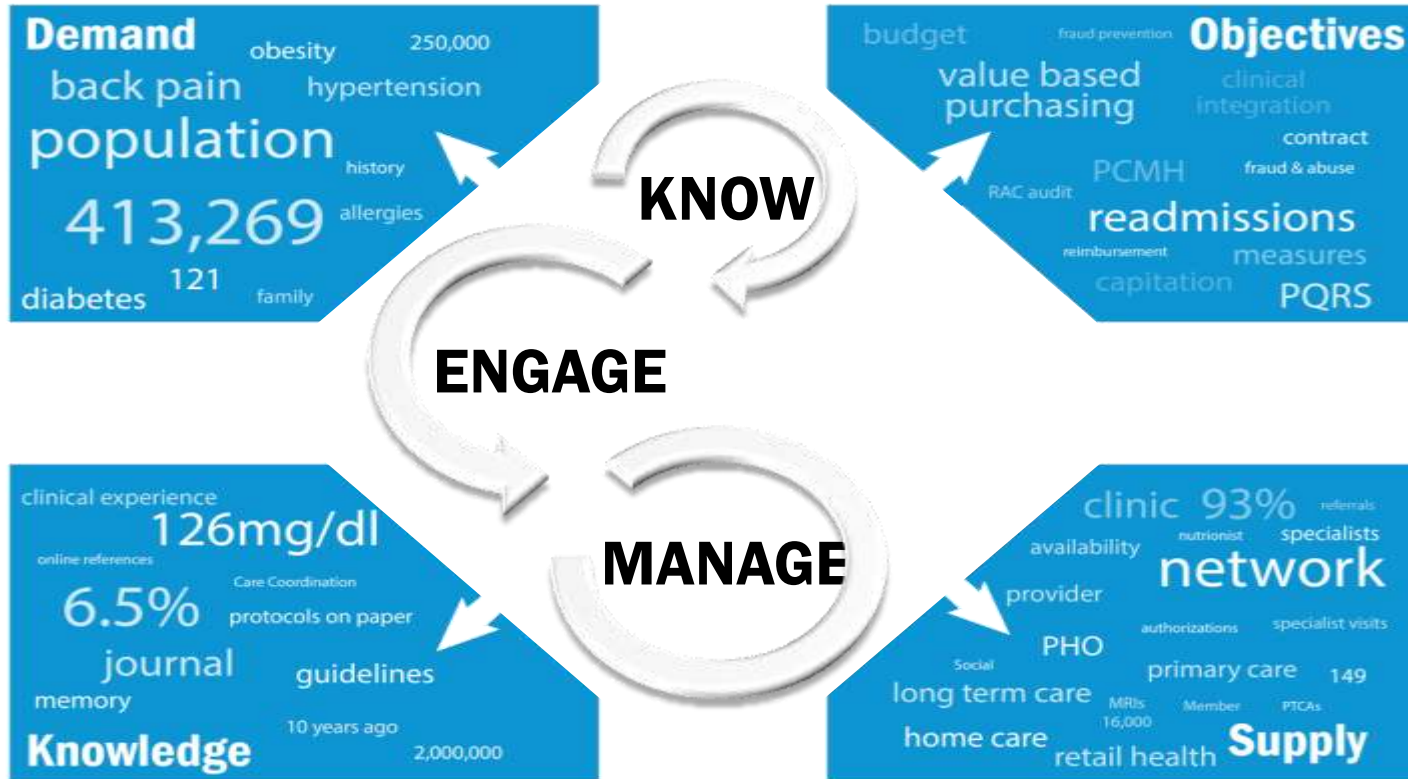 Demand
obesity
250,000
back pain
hypertension
population
history
413,269
allergies
121
diabetes
family
budget
fraud prevention
Objectives
value based
purchasing
clinical
integration
contract
PCMH
fraud & abuse
RAC audit
readmissions
reimbursement
measures
capitation
PQRS
KNOW
ENGAGE
MANAGE
clinical experience
126mg/dl
online references
Care Coordination
6.5%
protocols on paper
journal
guidelines
memory
10 years ago
Knowledge
2,000,000
clinic
93%
referrals
nutrionist
specialists
availability
network
provider
authorizations
specialist visits
PHO
Social
primary care
149
long term care
MRIs
16,000
Member
PTCAs
home care
retail health
Supply